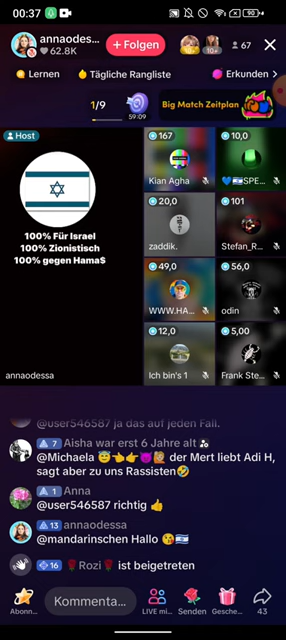 00:37
90
annaodes...
62.8K
+ Folgen
10+
67
Lernen
Tägliche Rangliste
Erkunden >
1/9
59:09
Big Match Zeitplan
Host
167
Kian Agha
10,0
💙🇮🇱SPE...
100% Für Israel
100% Zionistisch
100% gegen Hama$
20,0
zaddik.
101
Stefan_R...
49,0
WWW.HA...
56,0
odin
12,0
Ich bin's 1
5,00
Frank Ste...
annaodessa
@user546587 ja das auf jeden Fall.
7 Aisha war erst 6 Jahre alt
@Michaela 😇👈👉😈🙋🏼 der Mert liebt Adi H,
sagt aber zu uns Rassisten🤣
1 Anna
@user546587 richtig 👍
13 annaodessa
@mandarinschen Hallo 😘🇮🇱
16 🌹Rozi🌹 ist beigetreten
Abonn...
Kommenta...
LIVE mi...
Senden
Gesche...
43